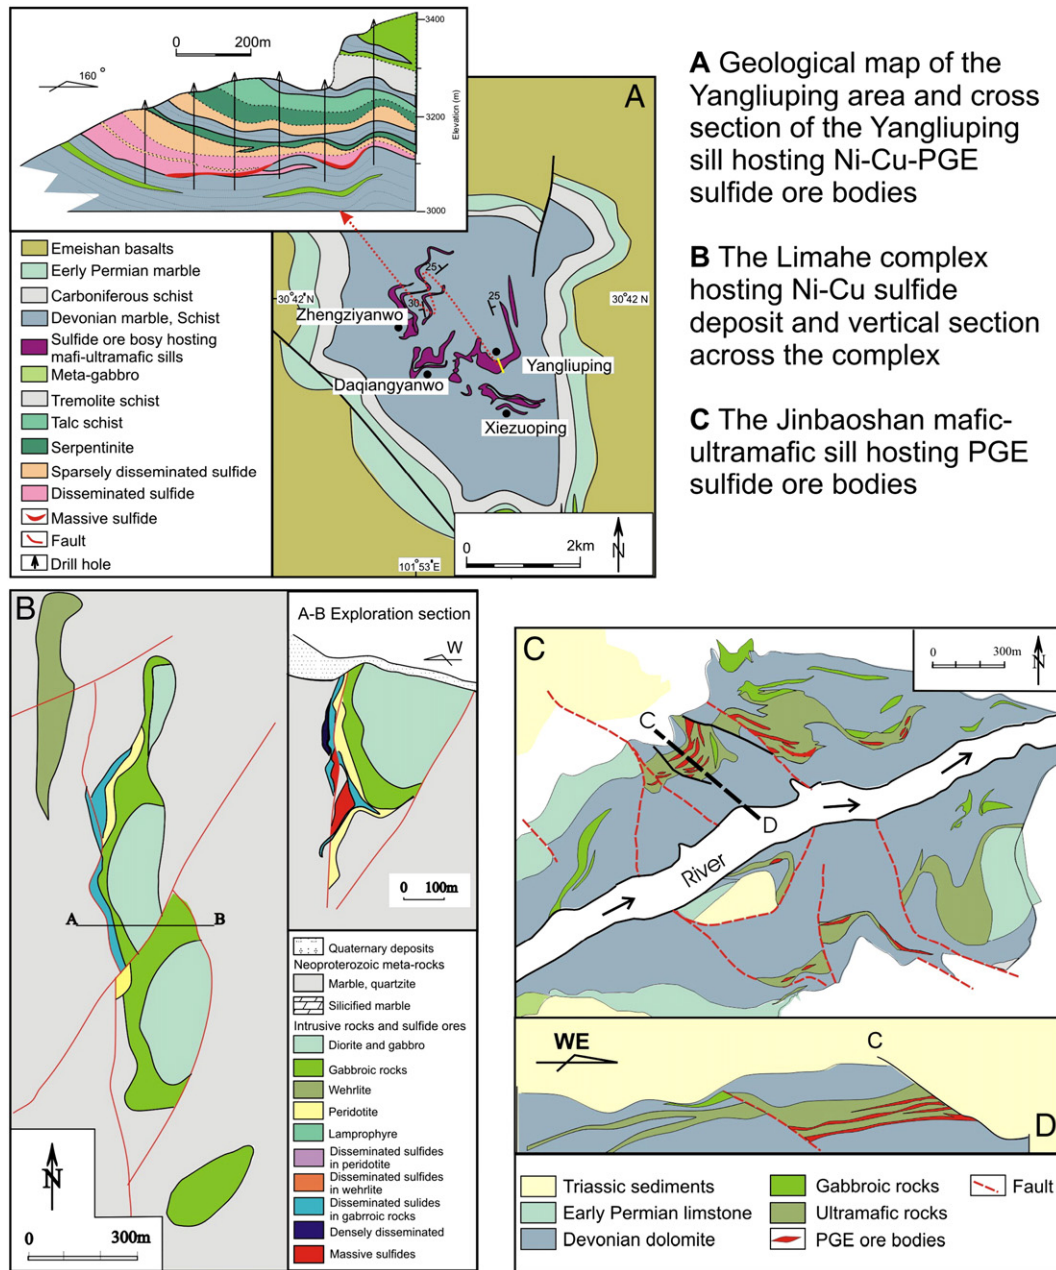 3400
0 200m
160°
3200
Elevation (m)
3000
A
A Geological map of the
Yangliuping area and cross
section of the Yangliuping
sill hosting Ni-Cu-PGE
sulfide ore bodies
B The Limahe complex
hosting Ni-Cu sulfide
deposit and vertical section
across the complex
C The Jinbaoshan mafic-
ultramafic sill hosting PGE
sulfide ore bodies
Emeishan basalts
Eerly Permian marble
Carboniferous schist
Devonian marble, Schist
Sulfide ore bosy hosting
mafi-ultramafic sills
Meta-gabbro
Tremolite schist
Talc schist
Serpentinite
Sparsely disseminated sulfide
Disseminated sulfide
Massive sulfide
Fault
Drill hole
25
30
25
30°42'N
30°42'N
Zhengziyanwo
Yangliuping
Daqiangyanwo
Xiezuoping
0 2km
N
101°53'E
B
A B
N
0 300m
A-B Exploration section
W
0 100m
Quaternary deposits
Neoproterozoic meta-rocks
Marble, quartzite
Silicified marble
Intrusive rocks and sulfide ores
Diorite and gabbro
Gabbroic rocks
Wehrlite
Peridotite
Lamprophyre
Disseminated sulfides
in peridotite
Disseminated sulfides
in wehrlite
Disseminated sulides
in gabroic rocks
Densely disseminated
Massive sulfides
C
0 300m
N
C
D
River
WE
C
D
Triassic sediments
Early Permian limstone
Devonian dolomite
Gabbroic rocks
Ultramafic rocks
PGE ore bodies
Fault